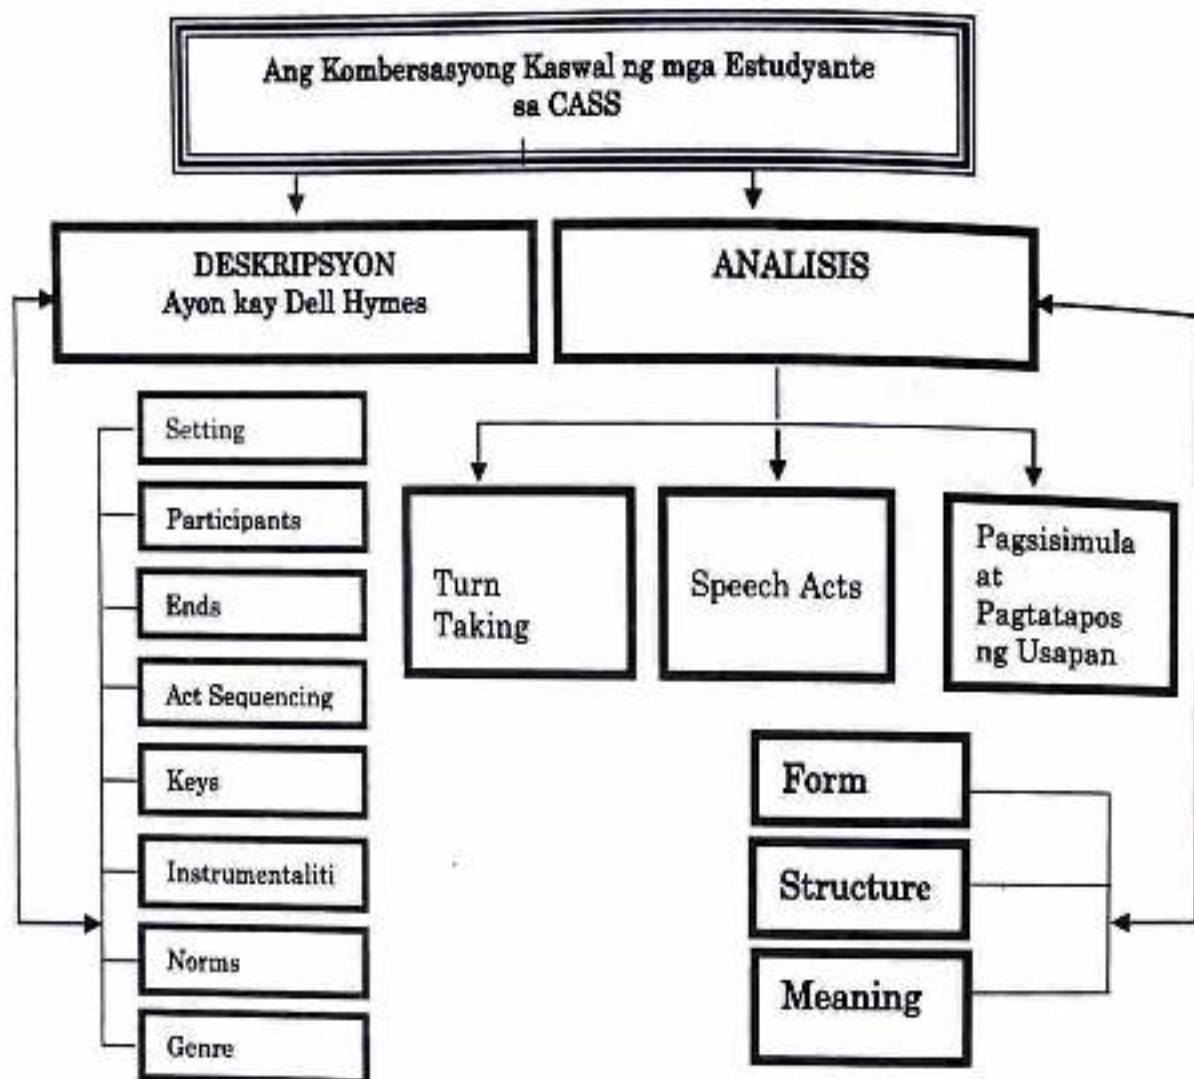 Ang Kombersasyong Kaswal ng mga Estudyante
sa CASS
DESKRIPSYON
Ayon kay Dell Hymes
ANALISIS
Setting
Participants
Ends
Act Sequencing
Keys
Instrumentaliti
Norms
Genre
Turn
Taking
Speech Acts
Pagsisimula
at
Pagtatapos
ng Usapan
Form
Structure
Meaning